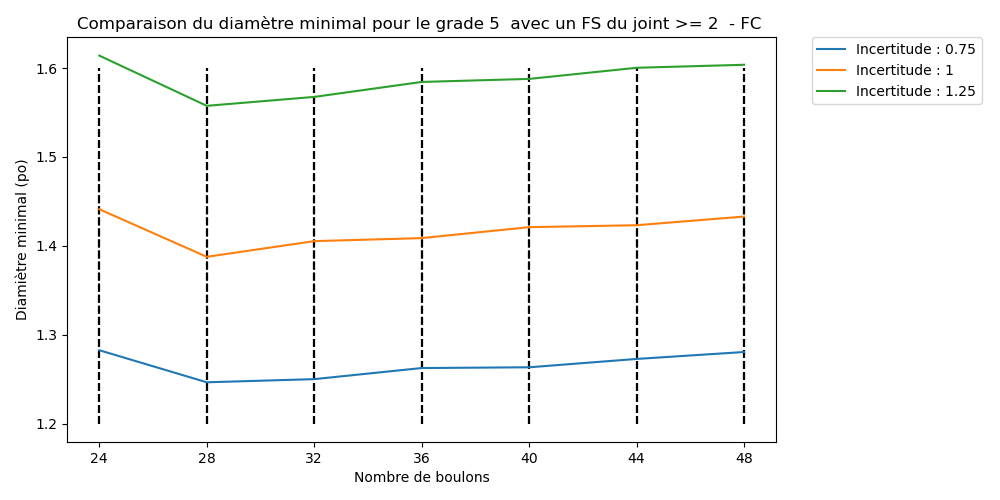 Comparaison du diamètre minimal pour le grade 5  avec un FS du joint >= 2  - FC
Incertitude : 0.75
Incertitude : 1
Incertitude : 1.25
Diamiètre minimal (po)
1.6
1.5
1.4
1.3
1.2
24 28 32 36 40 44 48
Nombre de boulons